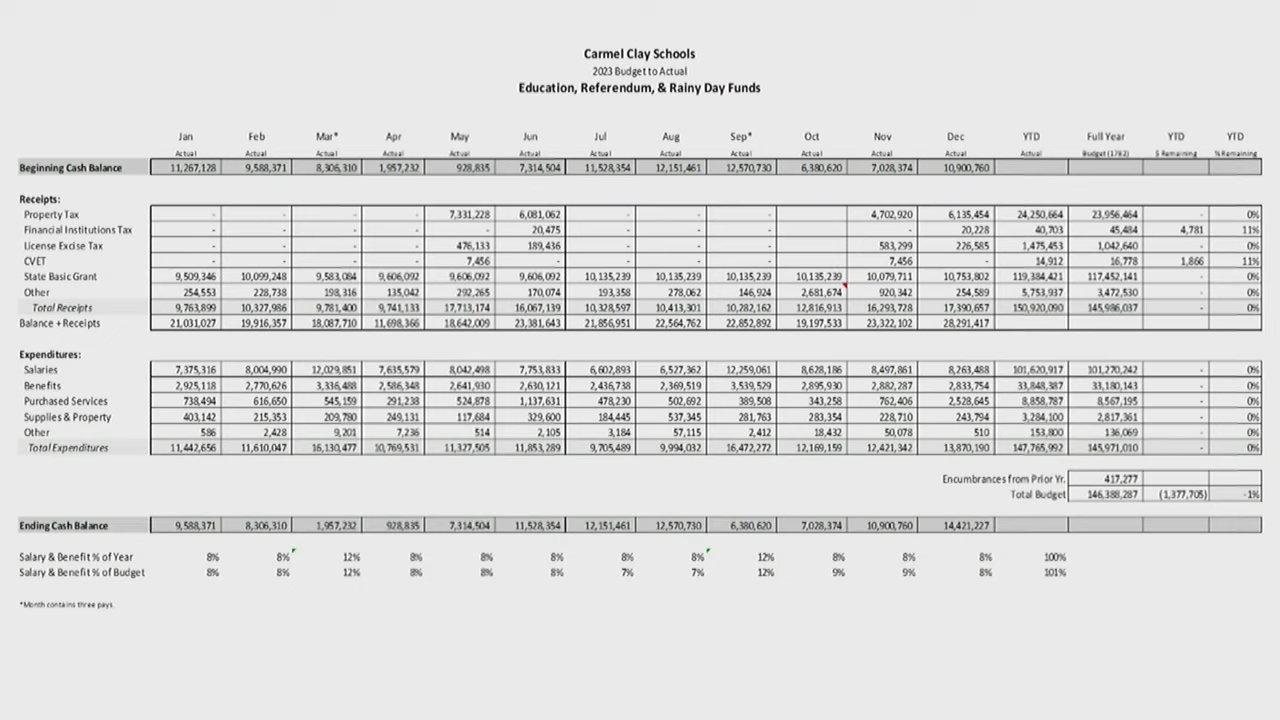 Carmel Clay Schools
2023 Budget to Actual
Education, Referendum, & Rainy Day Funds
Jan Feb Mar* Apr May Jun Jul Aug Sep* Oct Nov Dec YTD Full Year YTD YTD
Actual Actual Actual Actual Actual Actual Actual Actual Actual Actual Actual Actual Actual Budget (1782) $ Remaining % Remaining
Beginning Cash Balance 11,267,128 9,588,371 8,306,310 1,957,232 928,835 7,314,504 11,528,354 12,151,461 12,570,730 6,380,620 7,028,374 10,900,760
Receipts:
Property Tax - - - - 7,331,228 6,081,062 - - - 4,702,920 6,135,454 24,250,664 23,956,464 - 0%
Financial Institutions Tax - - - - - 20,475 - - - - 20,228 40,703 45,484 4,781 11%
License Excise Tax - - - - 476,133 189,436 - - - 583,299 226,585 1,475,453 1,042,640 - 0%
CVET - - - - 7,456 - - - - 7,456 - 14,912 16,778 1,866 11%
State Basic Grant 9,509,346 10,099,248 9,583,084 9,606,092 9,606,092 9,606,092 10,135,239 10,135,239 10,135,239 10,135,239 10,079,711 10,753,802 119,384,421 117,452,141 - 0%
Other 254,553 228,738 198,316 135,042 292,265 170,074 193,358 278,062 146,924 2,681,674 920,342 254,589 5,753,937 3,472,530 - 0%
Total Receipts 9,763,899 10,327,986 9,781,400 9,741,133 17,713,174 16,067,139 10,328,597 10,413,301 10,282,162 12,816,913 16,293,728 17,390,657 150,920,090 145,986,037 - 0%
Balance + Receipts 21,031,027 19,916,357 18,087,710 11,698,366 18,642,009 23,381,643 21,856,951 22,564,762 22,852,892 19,197,533 23,322,102 28,291,417
Expenditures:
Salaries 7,375,316 8,004,990 12,029,851 7,635,579 8,042,498 7,753,833 6,602,893 6,527,362 12,259,061 8,628,186 8,497,861 8,263,488 101,620,917 101,270,242 - 0%
Benefits 2,925,118 2,770,626 3,336,488 2,586,348 2,641,930 2,630,121 2,436,738 2,369,519 3,539,529 2,895,930 2,882,287 2,833,754 33,848,387 33,180,143 - 0%
Purchased Services 738,494 616,650 545,159 291,238 524,878 1,137,631 478,230 502,692 389,508 343,258 762,406 2,528,645 8,858,787 8,567,195 - 0%
Supplies & Property 403,142 215,353 209,780 249,131 117,684 329,600 184,445 537,345 281,763 283,354 228,710 243,794 3,284,100 2,817,361 - 0%
Other 586 2,428 9,201 7,236 514 2,105 3,184 57,115 2,412 18,432 50,078 510 153,800 136,069 - 0%
Total Expenditures 11,442,656 11,610,047 16,130,477 10,769,531 11,327,505 11,853,289 9,705,489 9,994,032 16,472,272 12,169,159 12,421,342 13,870,190 147,765,992 145,971,010 - 0%
Encumbrances from Prior Yr. 417,277
Total Budget 146,388,287 (1,377,705) -1%
Ending Cash Balance 9,588,371 8,306,310 1,957,232 928,835 7,314,504 11,528,354 12,151,461 12,570,730 6,380,620 7,028,374 10,900,760 14,421,227
Salary & Benefit % of Year 8% 8% 12% 8% 8% 8% 8% 8% 12% 8% 8% 8% 100%
Salary & Benefit % of Budget 8% 8% 12% 8% 8% 8% 7% 7% 12% 9% 9% 8% 101%
*Month contains three pays.